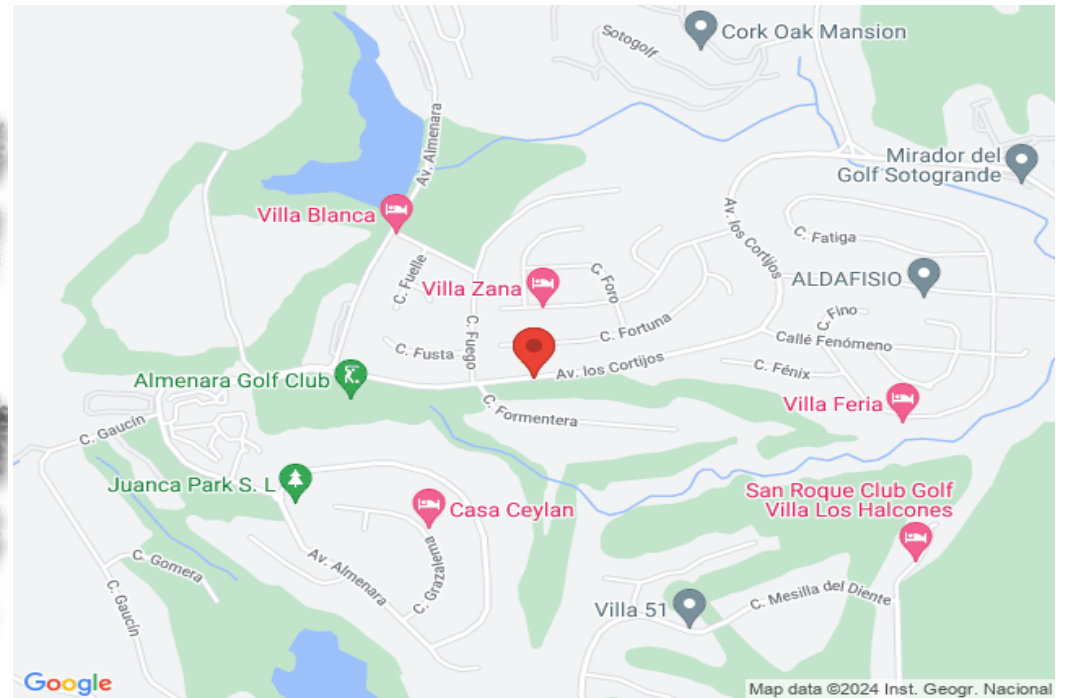 Sotogolf
Cork Oak Mansion
Av. Almenara
Mirador del
Golf Sotogrande
Villa Blanca
Av. los Cortijos
C. Fatiga
C. Fuelle
Villa Zana
C. Foro
ALDAFISIO
C. Fino
C. Fortuna
Callé Fenómeno
C. Fuego
C. Fusta
Av. los Cortijos
C. Fénix
Almenara Golf Club
Villa Feria
C. Formentera
C. Gaucín
Juanca Park S. L
Casa Ceylan
San Roque Club Golf
Villa Los Halcones
C. Gomera
Av. Almenara
C. Grazalema
C. Gaucín
Villa 51
C. Mesilla del Diente
Google
Map data ©2024 Inst. Geogr. Nacional